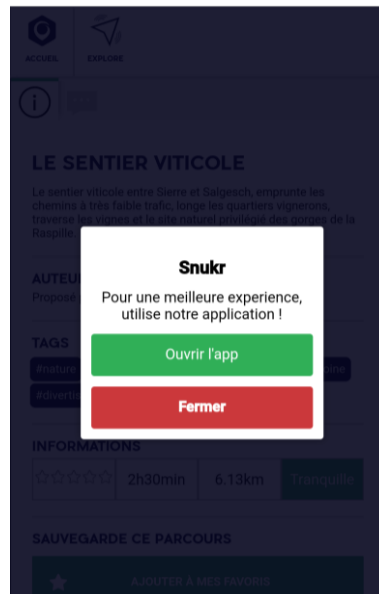 ACCUEIL
EXPLORE
LE SENTIER VITICOLE
Le sentier viticole entre Sierre et Salgesch, emprunte les
chemins à très faible trafic, longe les quartiers vignerons,
traverse les vignes et le site naturel privilégié des gorges de la
Raspille.
Snukr
Pour une meilleure experience,
utilise notre application !
Ouvrir l'app
Fermer
Proposé
TAGS
#nature
INFORMATIONS
2h30min
6.13km
Tranquille
SAUVEGARDE CE PARCOURS
AJOUTER À MES FAVORIS